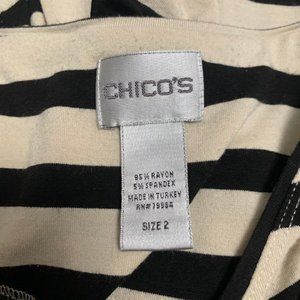 CHICO'S
95% RAYON
5% SPANDEX
MADE IN TURKEY
RN# 79984
SIZE 2